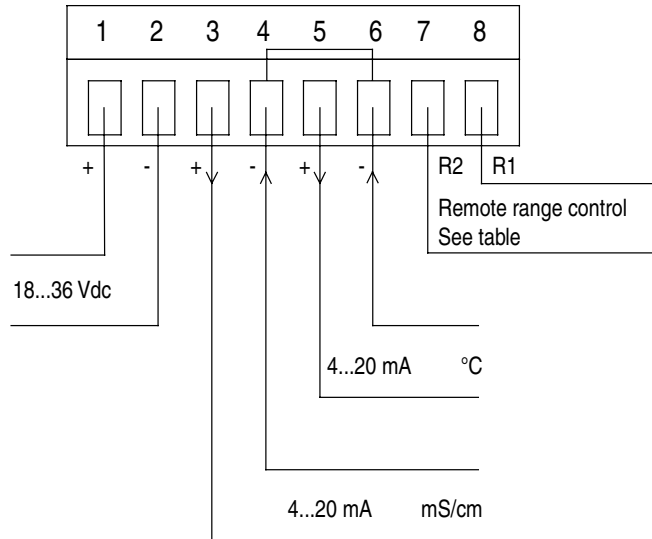 1 2 3 4 5 6 7 8
+ - + - + - R2 R1
Remote range control
See table
18...36 Vdc
4...20 mA °C
4...20 mA mS/cm